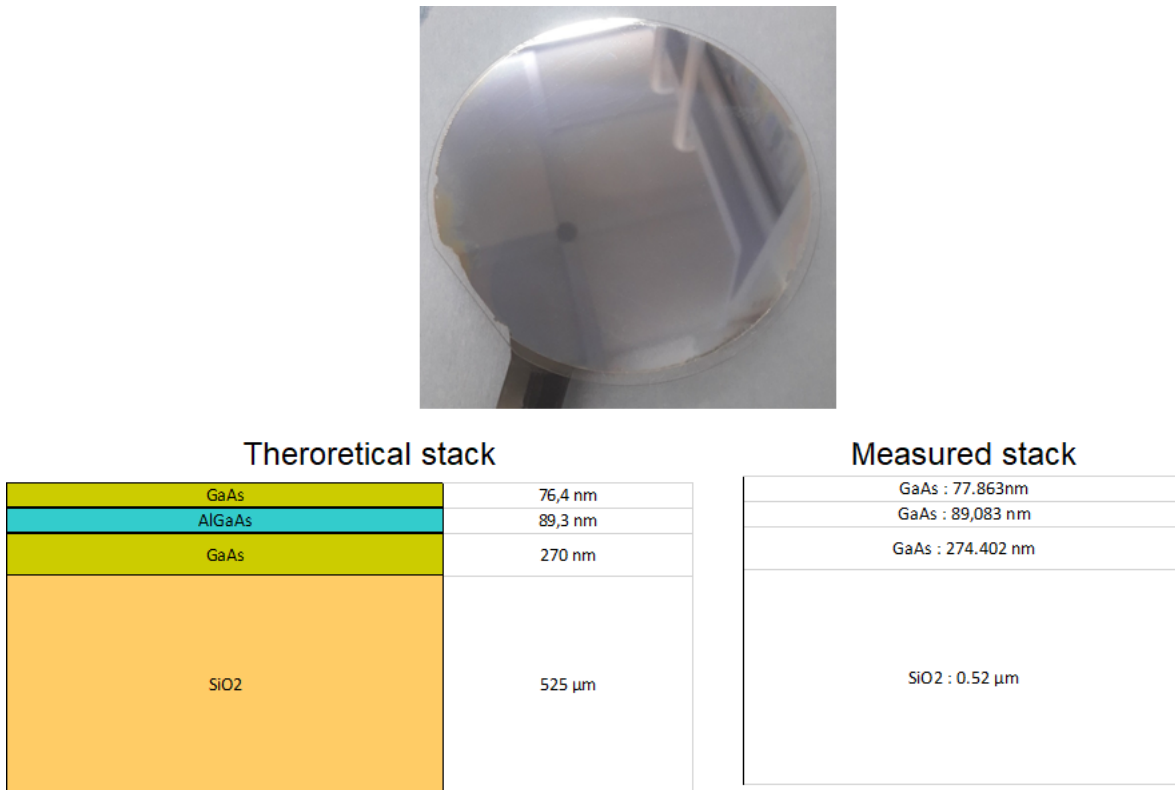 Theroretical stack
Measured stack
GaAs 76,4 nm
AlGaAs 89,3 nm
GaAs 270 nm
SiO2 525 µm
GaAs : 77.863nm
GaAs : 89,083 nm
GaAs : 274.402 nm
SiO2 : 0.52 µm